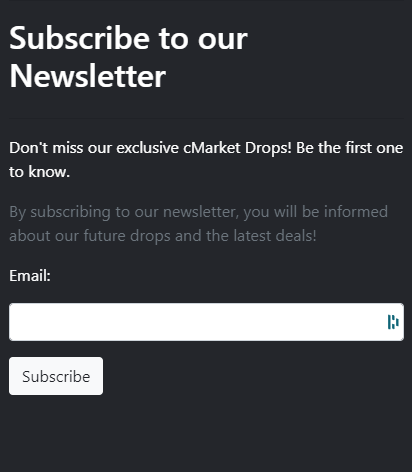 Subscribe to our
Newsletter
Don't miss our exclusive cMarket Drops! Be the first one
to know.
By subscribing to our newsletter, you will be informed
about our future drops and the latest deals!
Email:
Subscribe